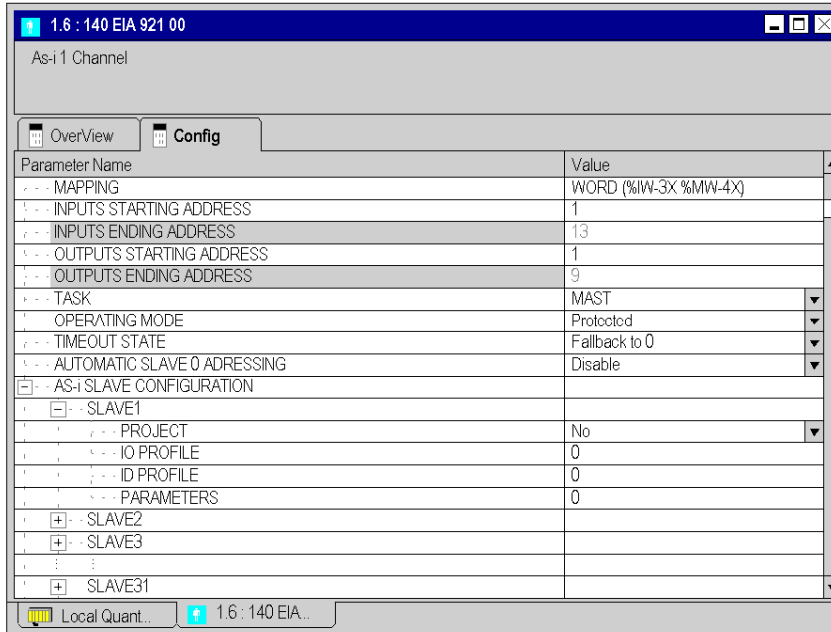 1.6 : 140 EIA 921 00
As-i 1 Channel
OverView Config
Parameter Name Value
MAPPING WORD (%IW-3X %MW-4X)
INPUTS STARTING ADDRESS 1
INPUTS ENDING ADDRESS 13
OUTPUTS STARTING ADDRESS 1
OUTPUTS ENDING ADDRESS 9
TASK MAST
OPERATING MODE Protected
TIMEOUT STATE Fallback to 0
AUTOMATIC SLAVE 0 ADRESSING Disable
AS-i SLAVE CONFIGURATION
SLAVE1
PROJECT No
IO PROFILE 0
ID PROFILE 0
PARAMETERS 0
SLAVE2
SLAVE3
SLAVE31
Local Quant.. 1.6 : 140 EIA...